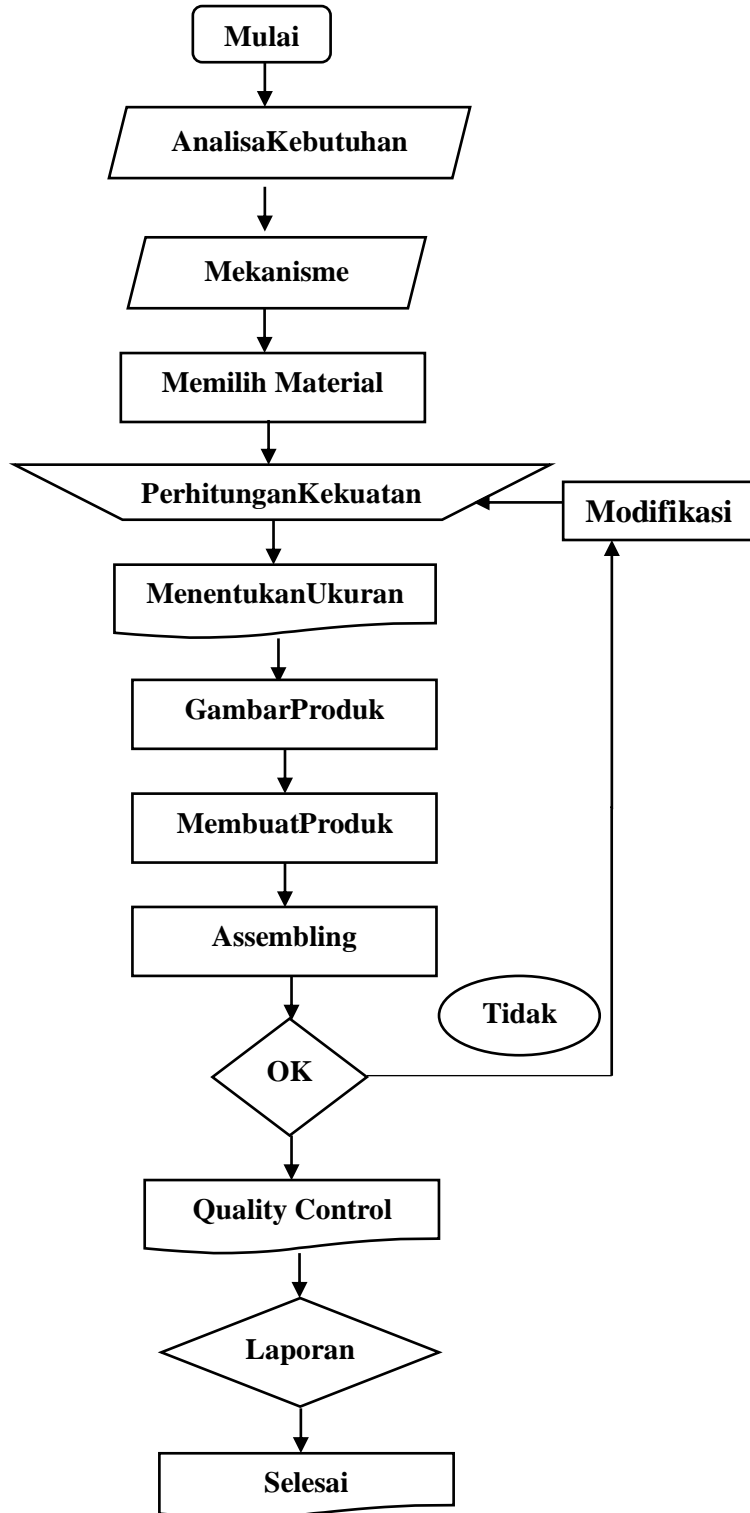 Mulai
AnalisaKebutuhan
Mekanisme
Memilih Material
PerhitunganKekuatan
Modifikasi
MenentukanUkuran
GambarProduk
MembuatProduk
Assembling
Tidak
OK
Quality Control
Laporan
Selesai